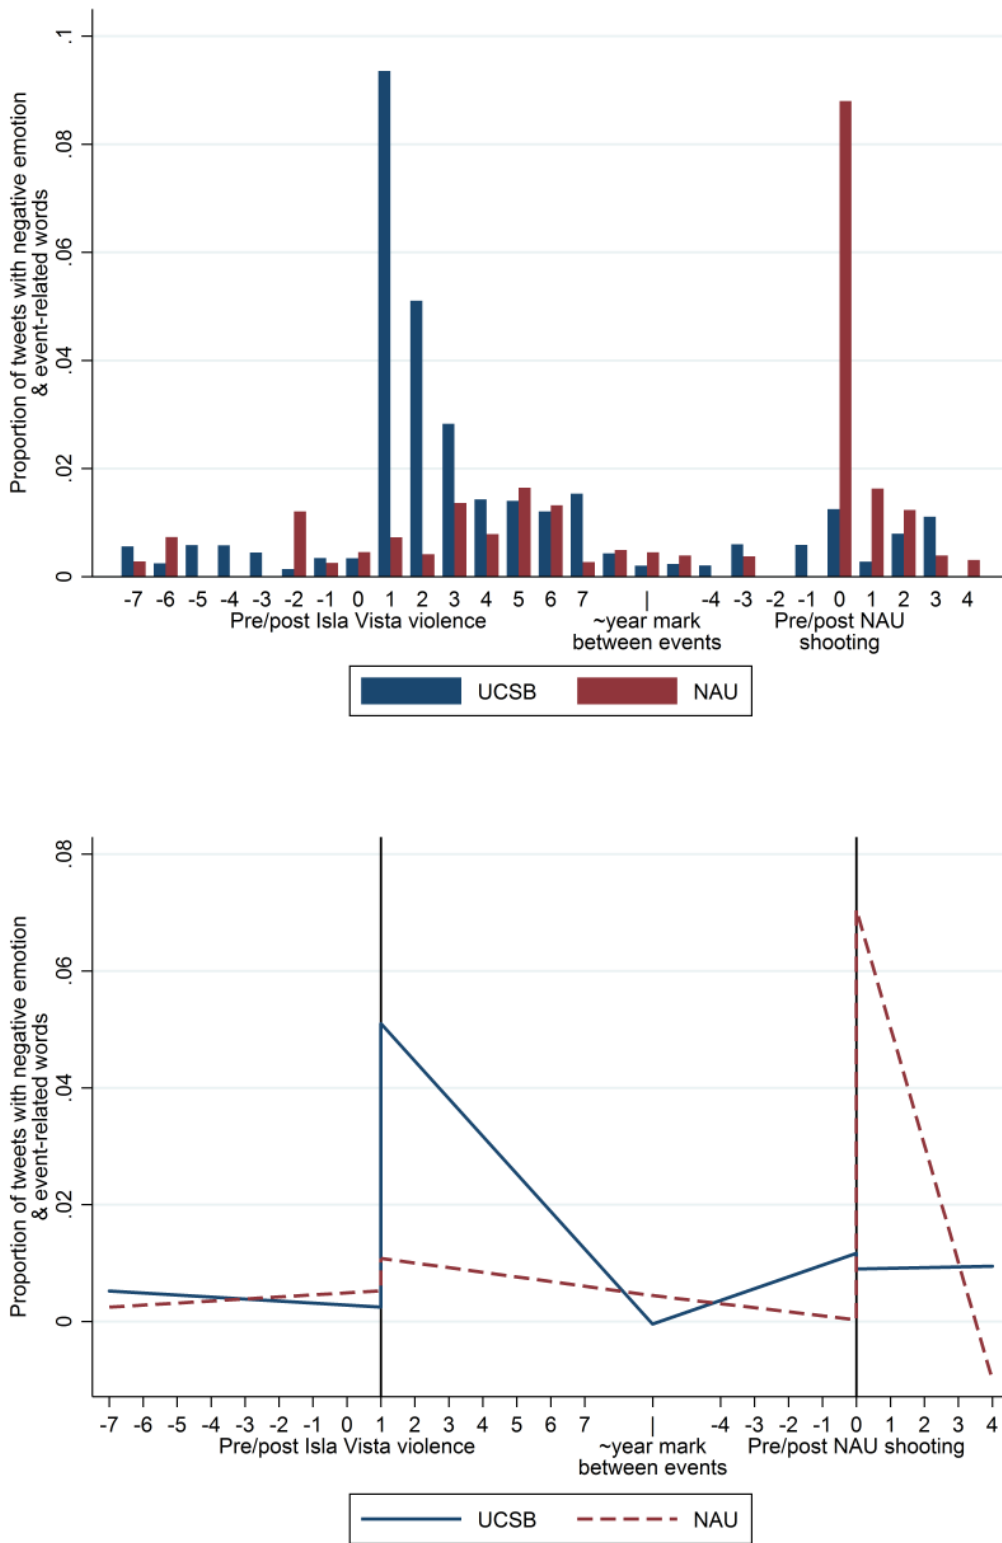 Proportion of tweets with negative emotion
& event-related words
.1
.08
.06
.04
.02
0
-7 -6 -5 -4 -3 -2 -1 0 1 2 3 4 5 6 7 | -4 -3 -2 -1 0 1 2 3 4
Pre/post Isla Vista violence ~year mark Pre/post NAU
between events shooting
UCSB NAU
Proportion of tweets with negative emotion
& event-related words
.08
.06
.04
.02
0
-7 -6 -5 -4 -3 -2 -1 0 1 2 3 4 5 6 7 | -4 -3 -2 -1 0 1 2 3 4
Pre/post Isla Vista violence ~year mark Pre/post NAU shooting
between events
UCSB NAU